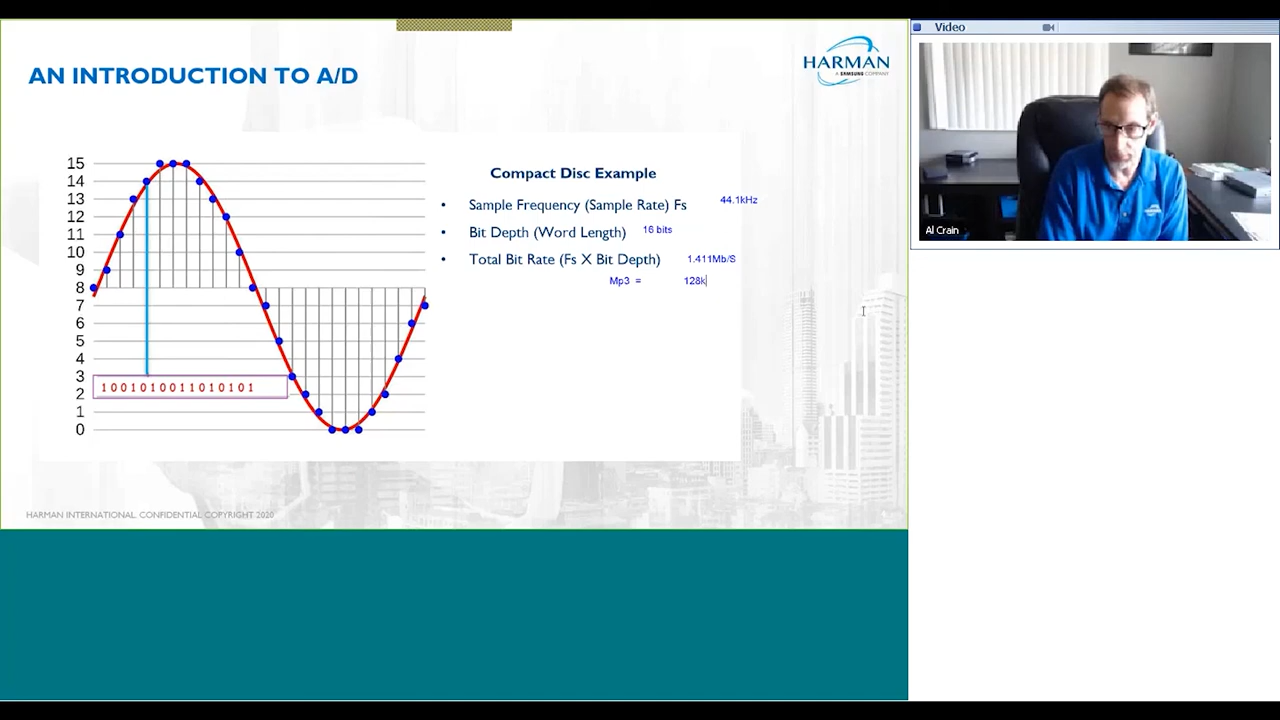 Video
AN INTRODUCTION TO A/D
HARMAN
A SAMSUNG COMPANY
15
14
13
12
11
10
9
8
7
6
5
4
3
2
1
0
1 0 0 1 0 1 0 0 1 1 0 1 0 1 0 1
Compact Disc Example
• Sample Frequency (Sample Rate) Fs 44.1kHz
• Bit Depth (Word Length) 16 bits
• Total Bit Rate (Fs X Bit Depth) 1.411Mb/S
Mp3 = 128k
Al Crain
HARMAN INTERNATIONAL. CONFIDENTIAL. COPYRIGHT 2020